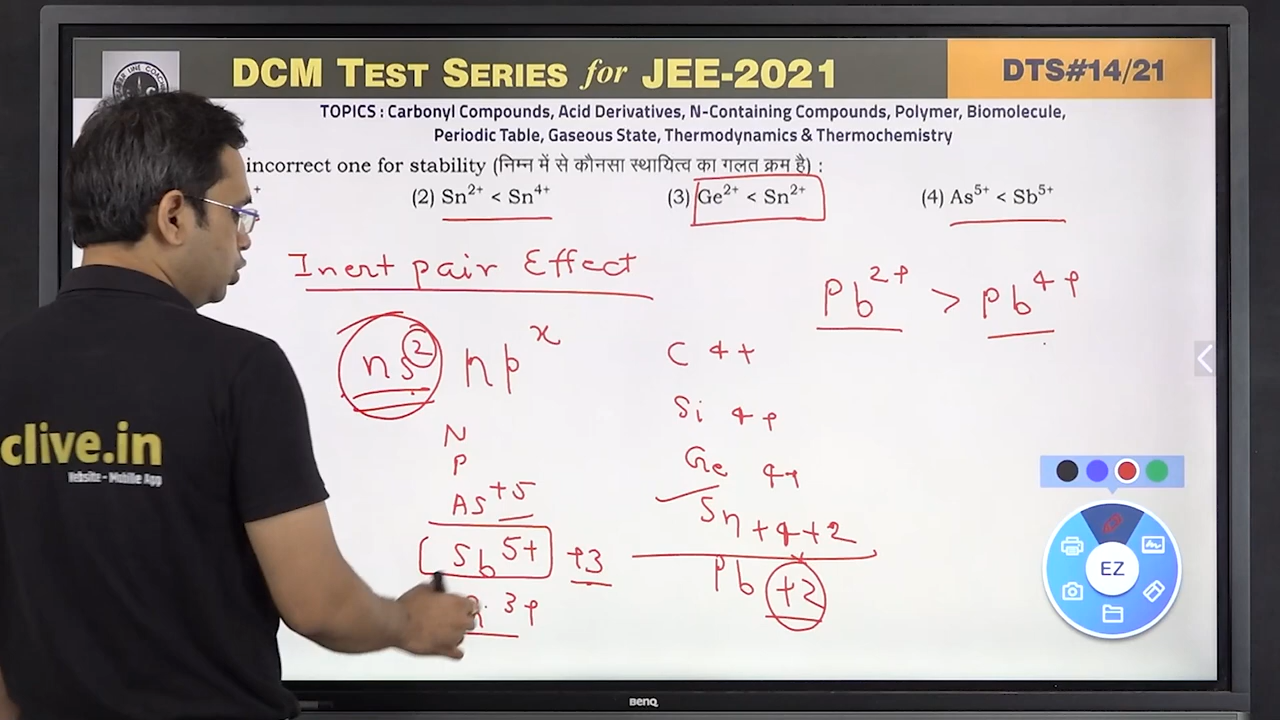 DCM TEST SERIES for JEE-2021
DTS#14/21
TOPICS : Carbonyl Compounds, Acid Derivatives, N-Containing Compounds, Polymer, Biomolecule,
Periodic Table, Gaseous State, Thermodynamics & Thermochemistry
incorrect one for stability (निम्न में से कौनसा स्थायित्व का गलत क्रम है) :
(2) Sn²⁺ < Sn⁴⁺ (3) Ge²⁺ < Sn²⁺ (4) As⁵⁺ < Sb⁵⁺
Inert pair Effect
Pb²⁺ > Pb⁴⁺
ns² npˣ
C 4+
Si 4+
Ge 4+
Sn +4 +2
Pb +2
N
P
As +5
Sb⁵⁺ +3
3+
clive.in
Website - Mobile App
EZ
BENQ